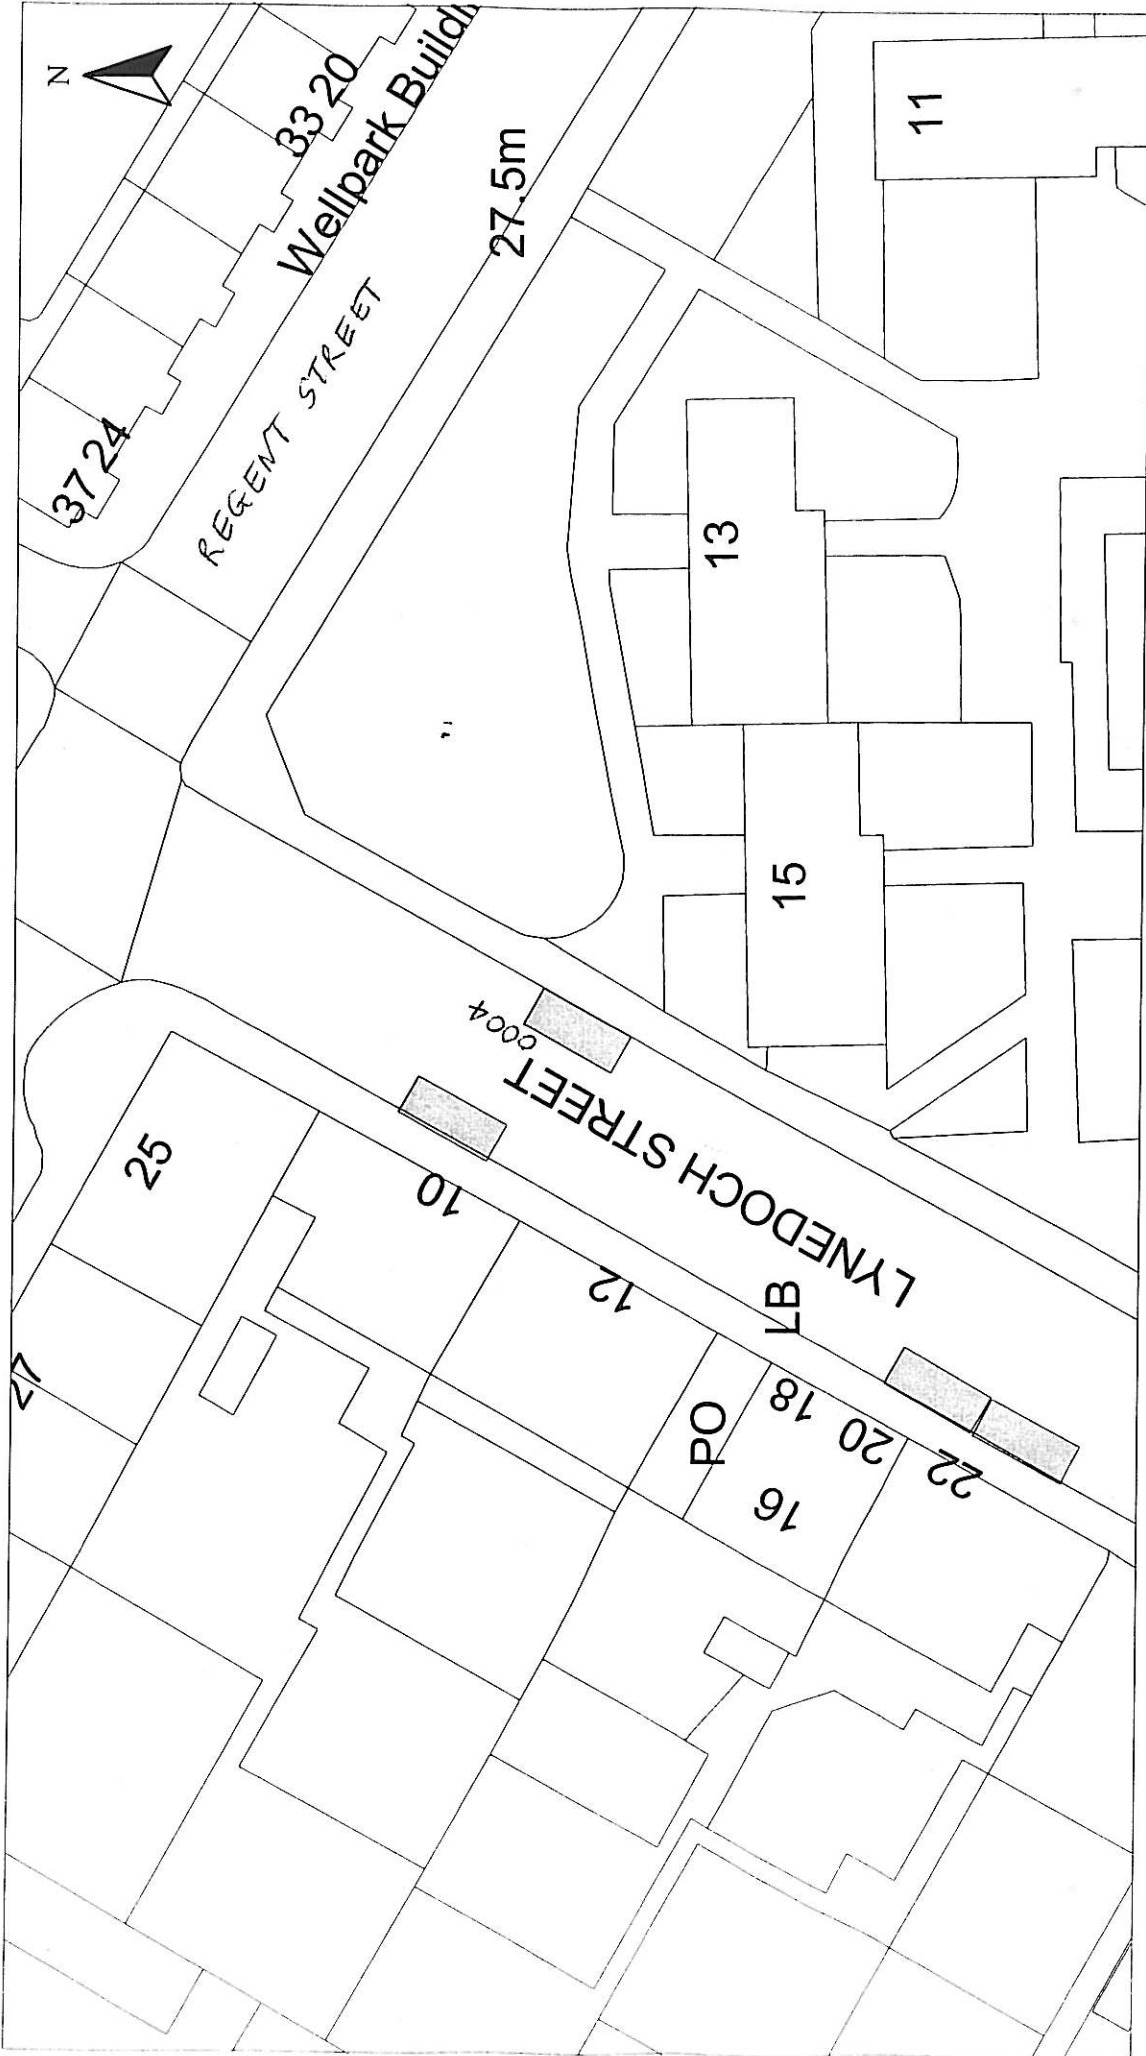 N
33 20
Wellpark Buildi
27.5m
11
REGENT STREET
37 24
13
15
0004
LYNEDOCH STREET
25
10
12
LB
27
PO
18
20
16
22